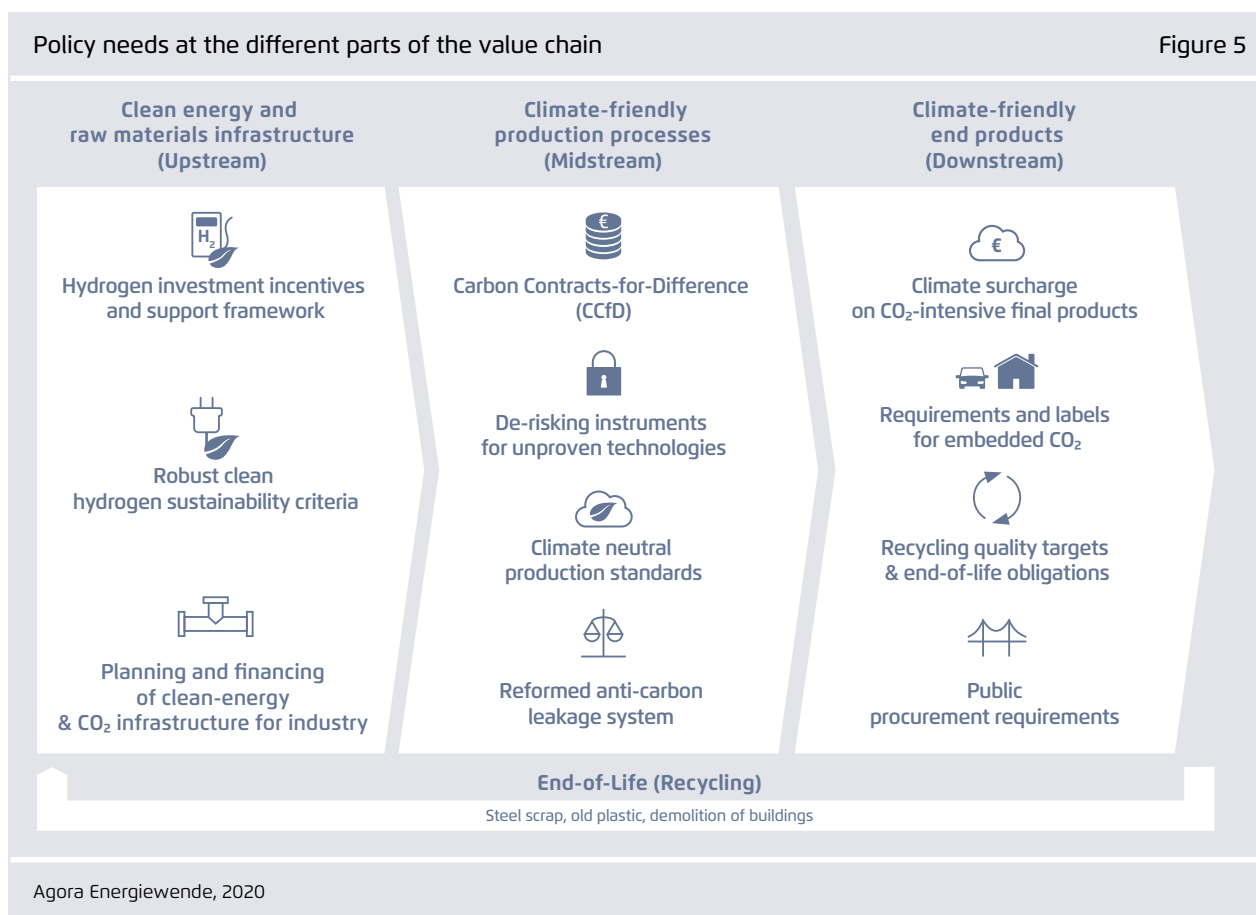 Policy needs at the different parts of the value chain
Figure 5
Clean energy and
raw materials infrastructure
(Upstream)
H₂
Hydrogen investment incentives
and support framework
Robust clean
hydrogen sustainability criteria
Planning and financing
of clean-energy
& CO₂ infrastructure for industry
Climate-friendly
production processes
(Midstream)
€
Carbon Contracts-for-Difference
(CCfD)
De-risking instruments
for unproven technologies
Climate neutral
production standards
Reformed anti-carbon
leakage system
Climate-friendly
end products
(Downstream)
€
Climate surcharge
on CO₂-intensive final products
Requirements and labels
for embedded CO₂
Recycling quality targets
& end-of-life obligations
Public
procurement requirements
End-of-Life (Recycling)
Steel scrap, old plastic, demolition of buildings
Agora Energiewende, 2020